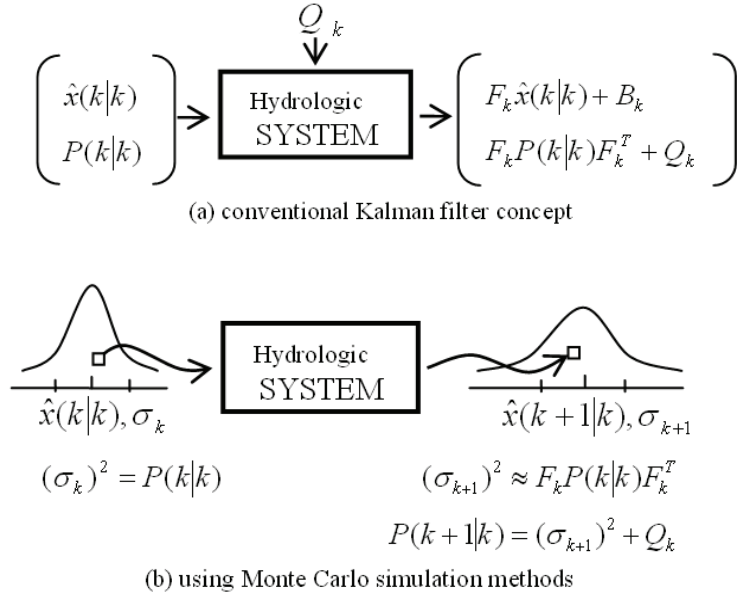 Q_k
x̂(k|k)
P(k|k)
Hydrologic
SYSTEM
F_k x̂(k|k) + B_k
F_k P(k|k) F_k^T + Q_k
(a) conventional Kalman filter concept
Hydrologic
SYSTEM
x̂(k|k), σ_k
x̂(k+1|k), σ_{k+1}
(σ_k)^2 = P(k|k)
(σ_{k+1})^2 ≈ F_k P(k|k) F_k^T
P(k+1|k) = (σ_{k+1})^2 + Q_k
(b) using Monte Carlo simulation methods